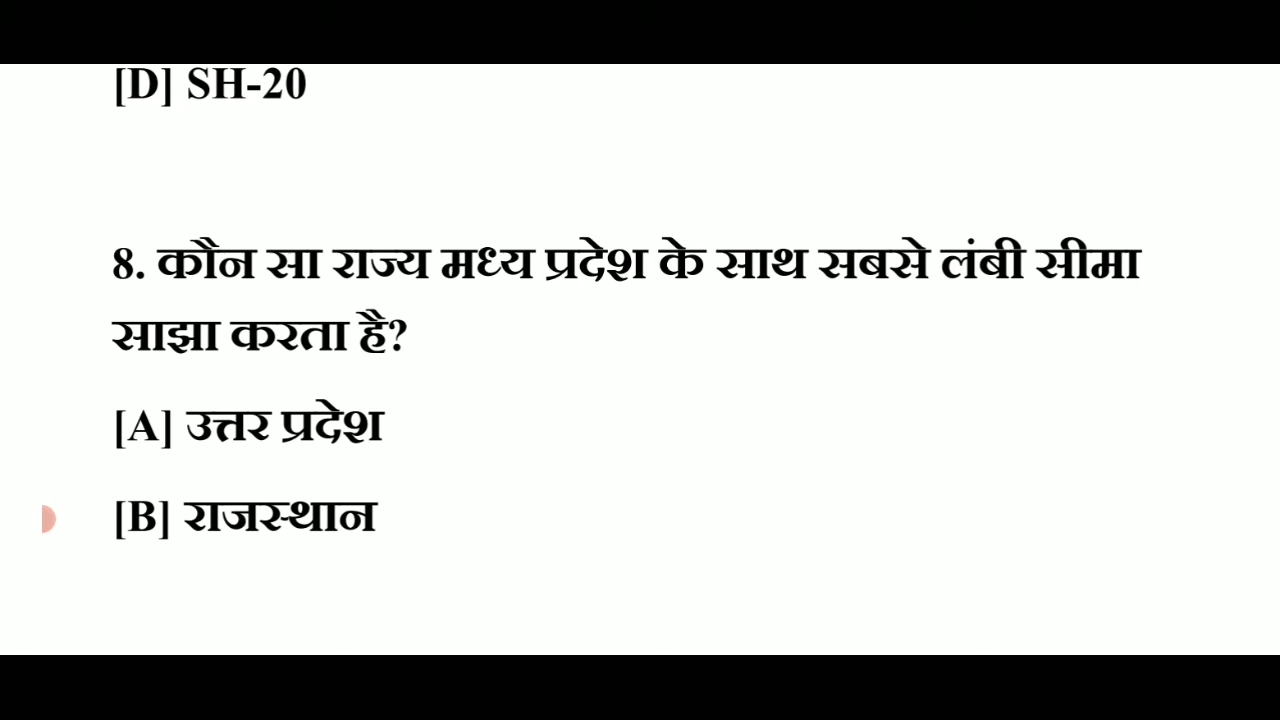 [D] SH-20
8. कौन सा राज्य मध्य प्रदेश के साथ सबसे लंबी सीमा
साझा करता है?
[A] उत्तर प्रदेश
[B] राजस्थान